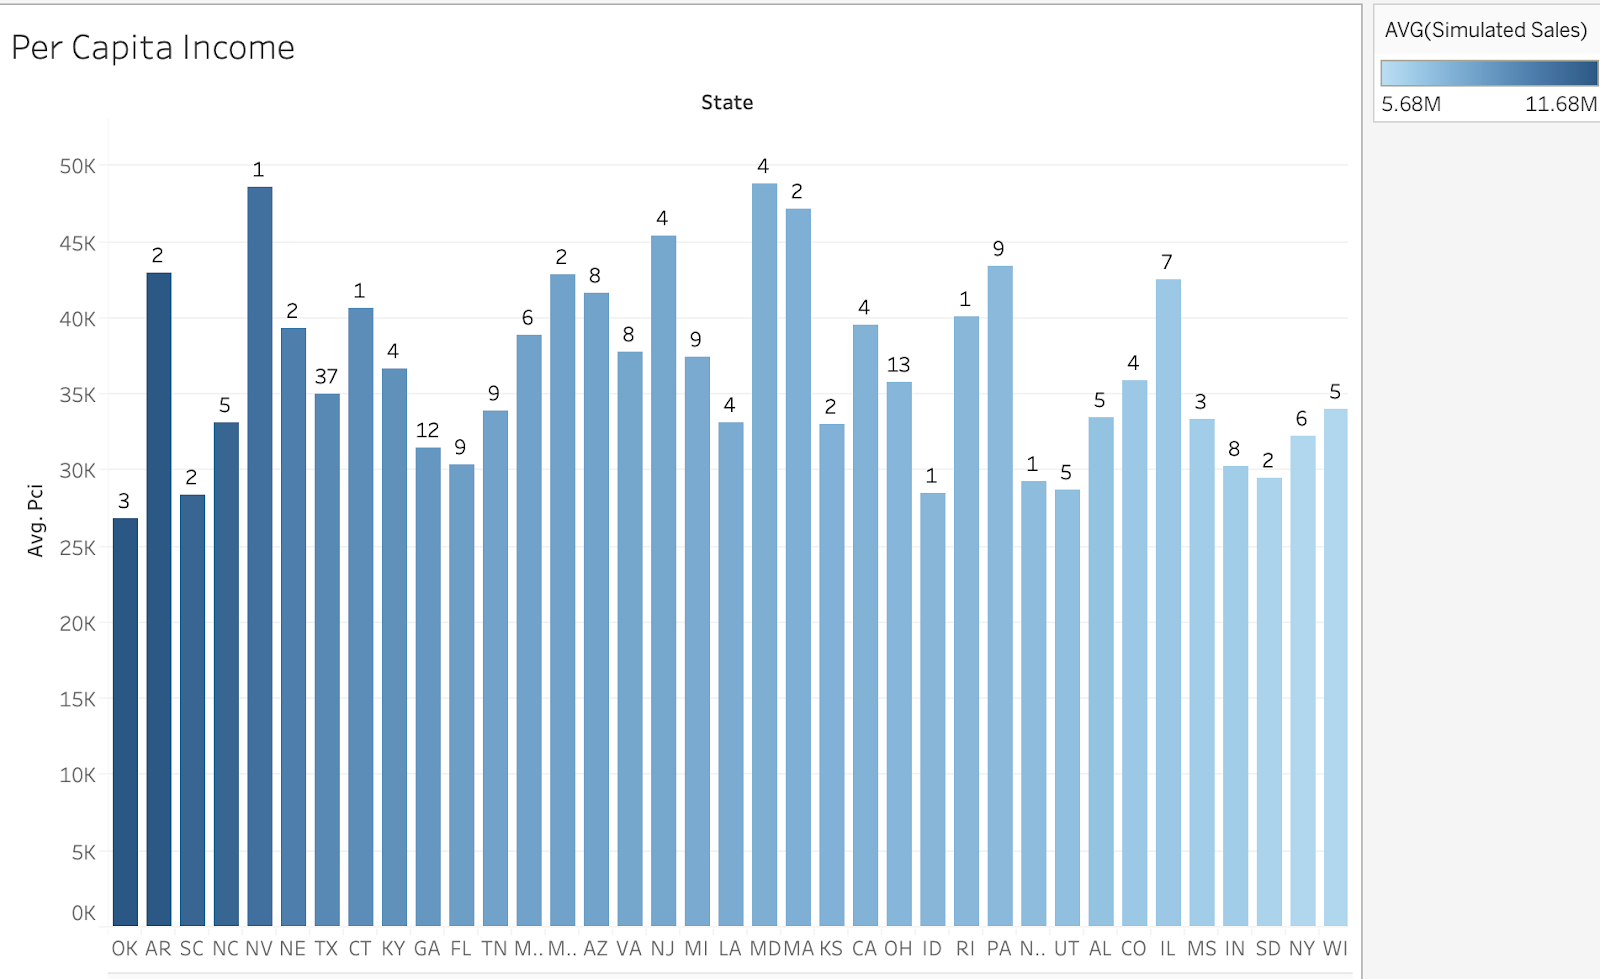 Per Capita Income
AVG(Simulated Sales)
5.68M 11.68M
State
Avg. Pci
50K
45K
40K
35K
30K
25K
20K
15K
10K
5K
0K
3 2 2 5 1 2 37 1 4 12 9 9 6 2 8 8 4 9 4 4 2 2 4 13 1 1 9 1 5 5 4 7 3 8 2 6 5
OK AR SC NC NV NE TX CT KY GA FL TN M.. M.. AZ VA NJ MI LA MD MA KS CA OH ID RI PA N.. UT AL CO IL MS IN SD NY WI